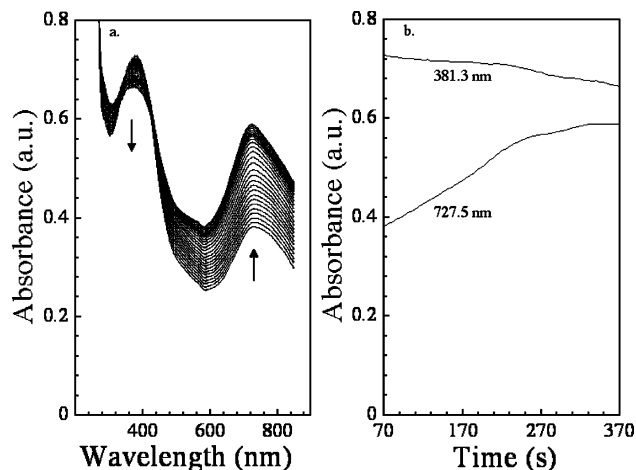 a.
0.8
0.6
0.4
0.2
0
400
600
800
Wavelength (nm)
Absorbance (a.u.)
b.
0.8
0.6
0.4
0.2
0
381.3 nm
727.5 nm
70
170
270
370
Time (s)
Absorbance (a.u.)